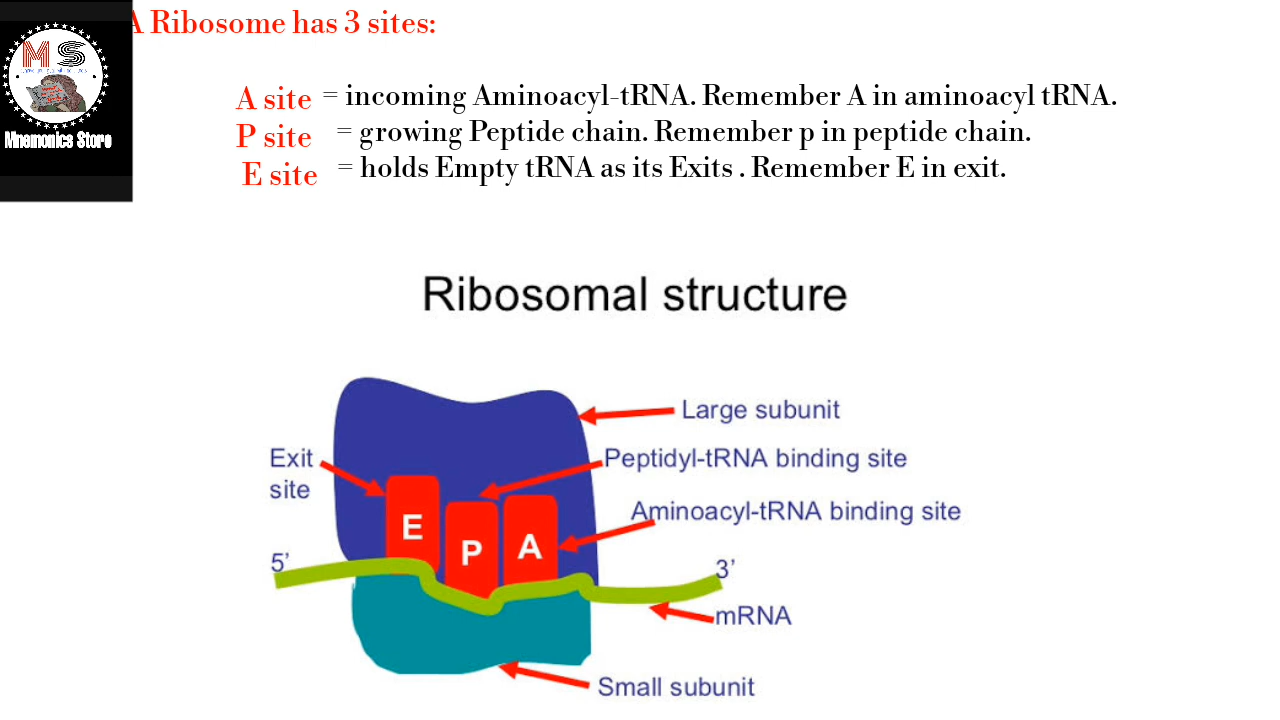 A Ribosome has 3 sites:
MS
Mnemonics Store
A site = incoming Aminoacyl-tRNA. Remember A in aminoacyl tRNA.
P site = growing Peptide chain. Remember p in peptide chain.
E site = holds Empty tRNA as its Exits . Remember E in exit.
Ribosomal structure
Large subunit
Exit
site
Peptidyl-tRNA binding site
Aminoacyl-tRNA binding site
E
P
A
5’
3’
mRNA
Small subunit